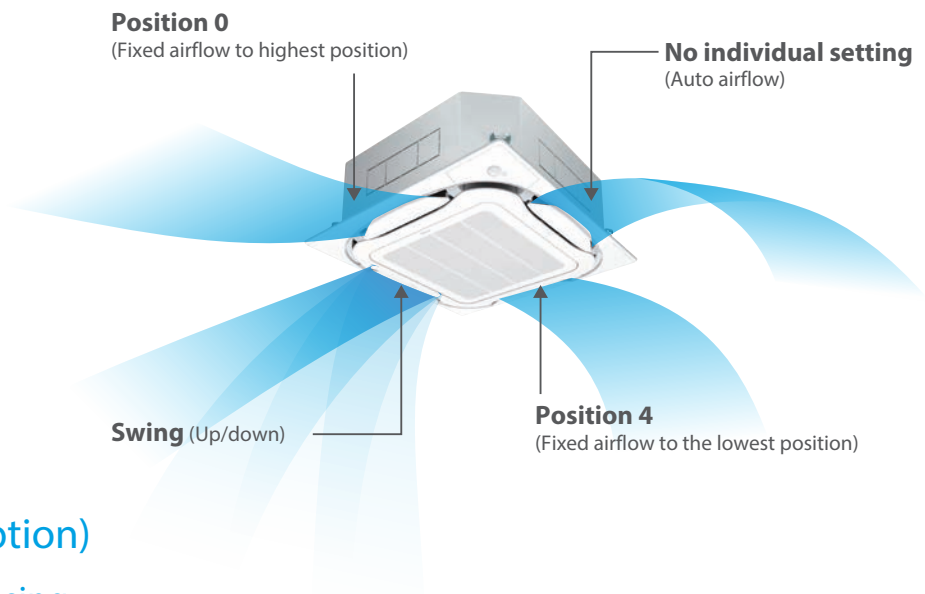 Position 0
(Fixed airflow to highest position)
No individual setting
(Auto airflow)
Swing (Up/down)
Position 4
(Fixed airflow to the lowest position)
ption)